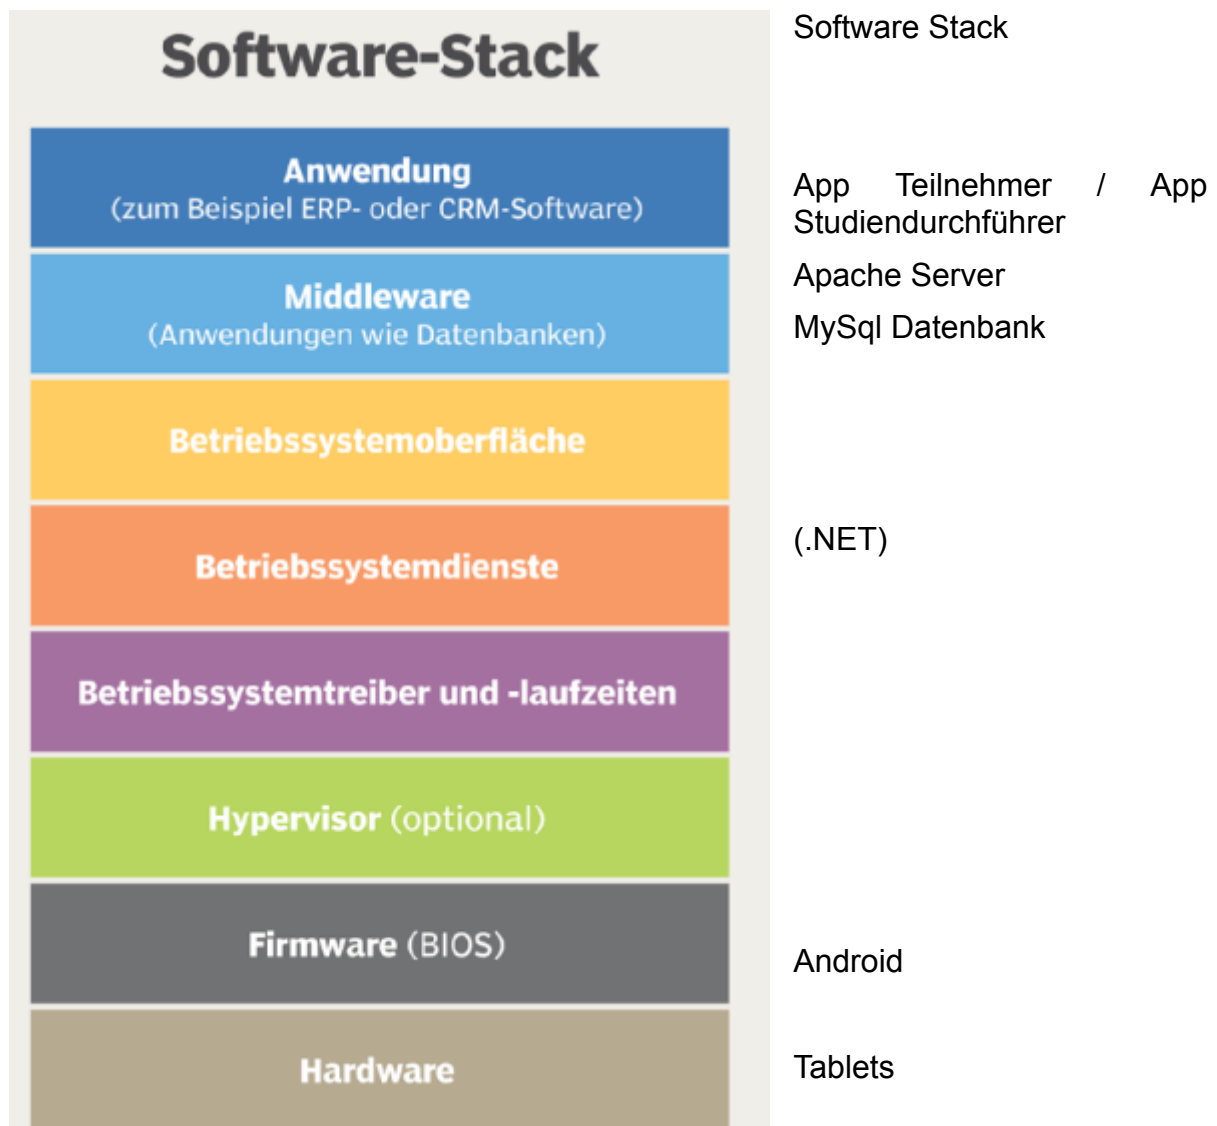 Software-Stack
Software Stack
Anwendung
(zum Beispiel ERP- oder CRM-Software)
App Teilnehmer / App
Studiendurchführer
Middleware
(Anwendungen wie Datenbanken)
Apache Server
MySql Datenbank
Betriebssystemoberfläche
Betriebssystemdienste
(.NET)
Betriebssystemtreiber und -laufzeiten
Hypervisor (optional)
Firmware (BIOS)
Android
Hardware
Tablets